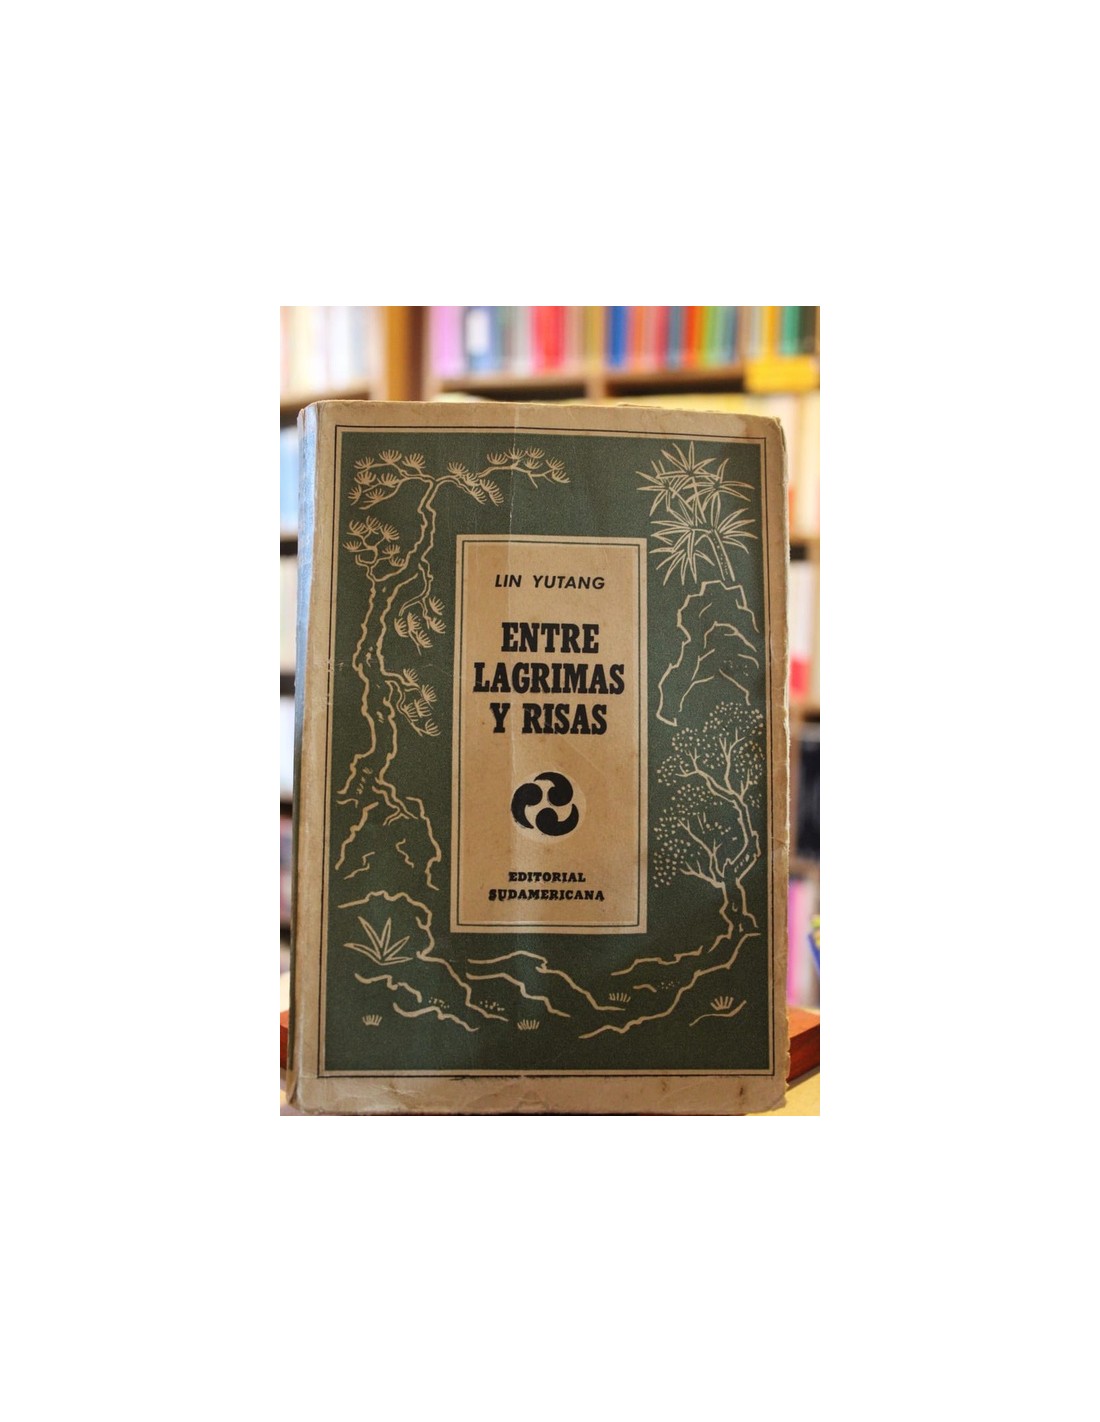 LIN YUTANG
ENTRE
LAGRIMAS
Y RISAS
EDITORIAL
SUDAMERICANA